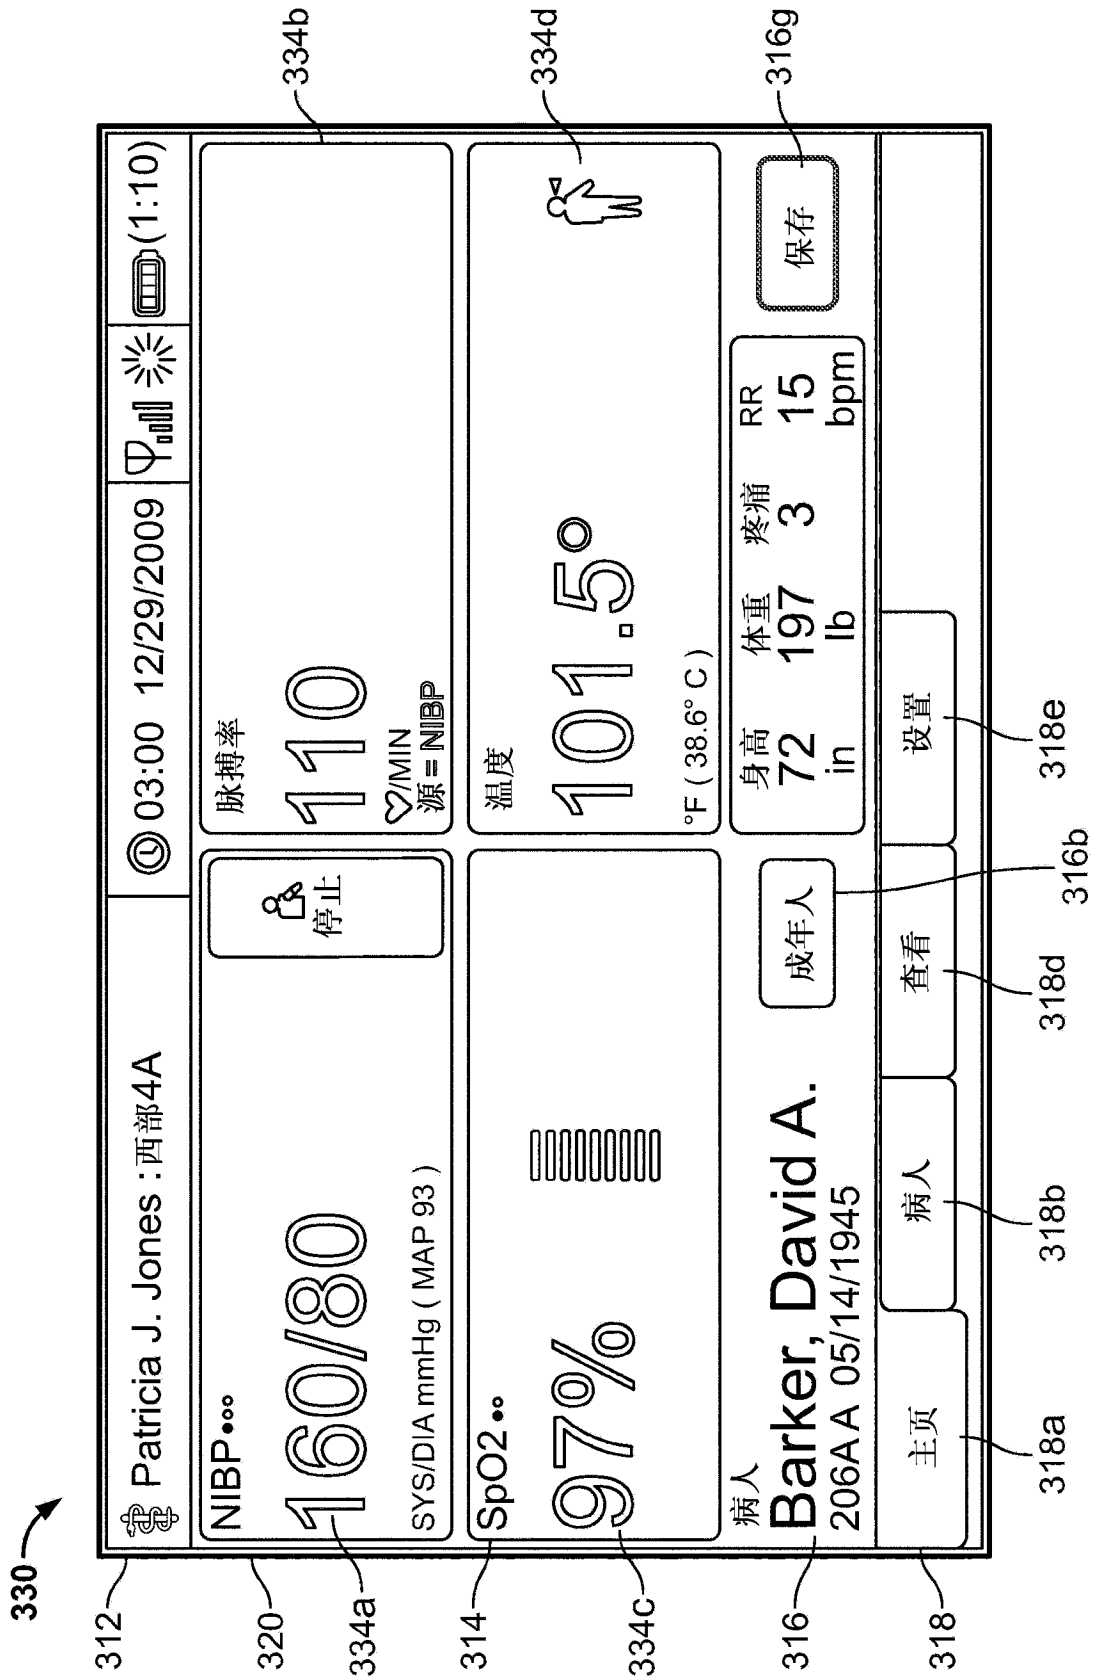 330
312
320
334a
314
334c
316
318
Patricia J. Jones :西部4A
03:00 12/29/2009
(1:10)
NIBP
160/80
SYS/DIA mmHg ( MAP 93 )
停止
脉搏率
110
/MIN
源 = NIBP
SpO2
97%
温度
101.5°
°F ( 38.6° C )
病人
Barker, David A.
206AA 05/14/1945
成年人
身高 体重 疼痛 RR
72 197 3 15
in lb bpm
保存
主页
病人
查看
设置
334b
334d
316g
318a
318b
318d
316b
318e